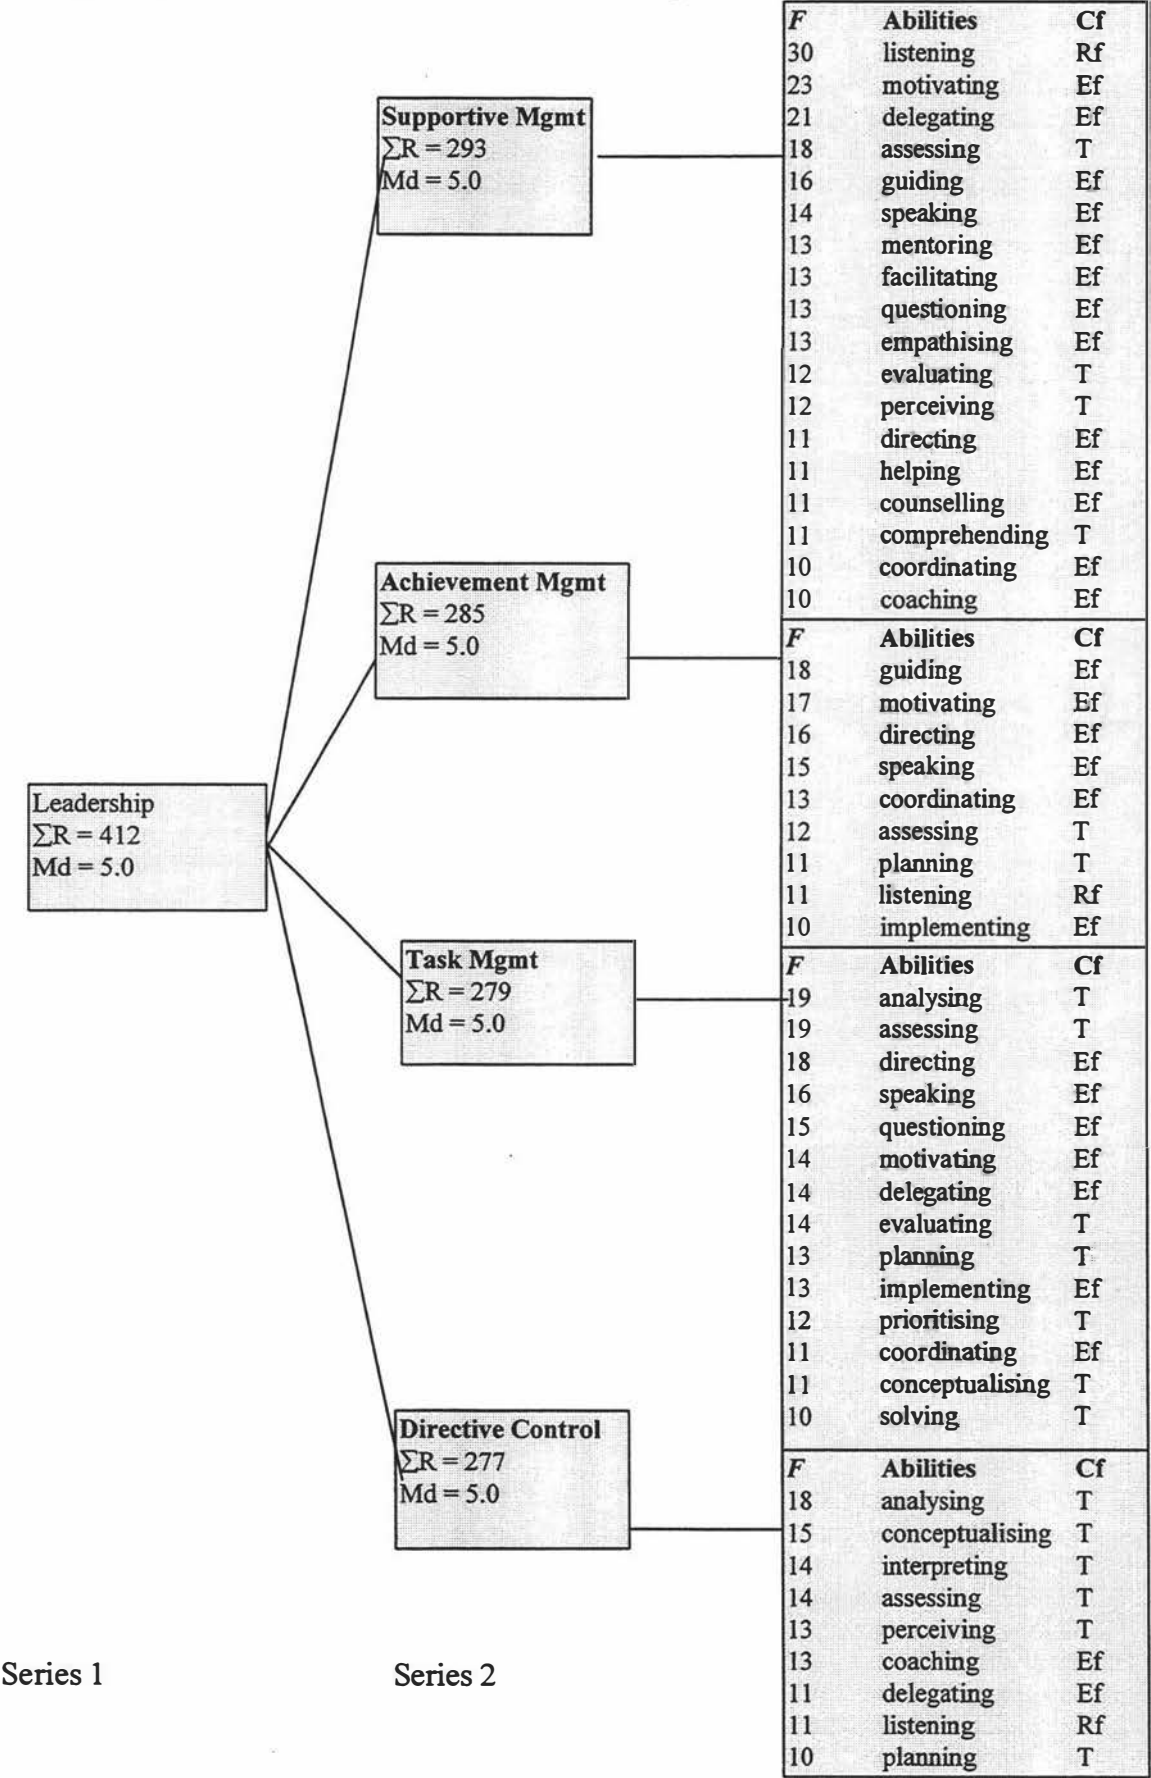 Leadership
∑R = 412
Md = 5.0
Supportive Mgmt
∑R = 293
Md = 5.0
Achievement Mgmt
∑R = 285
Md = 5.0
Task Mgmt
∑R = 279
Md = 5.0
Directive Control
∑R = 277
Md = 5.0
F Abilities Cf
30 listening Rf
23 motivating Ef
21 delegating Ef
18 assessing T
16 guiding Ef
14 speaking Ef
13 mentoring Ef
13 facilitating Ef
13 questioning Ef
13 empathising Ef
12 evaluating T
12 perceiving T
11 directing Ef
11 helping Ef
11 counselling Ef
11 comprehending T
10 coordinating Ef
10 coaching Ef
F Abilities Cf
18 guiding Ef
17 motivating Ef
16 directing Ef
15 speaking Ef
13 coordinating Ef
12 assessing T
11 planning T
11 listening Rf
10 implementing Ef
F Abilities Cf
19 analysing T
19 assessing T
18 directing Ef
16 speaking Ef
15 questioning Ef
14 motivating Ef
14 delegating Ef
14 evaluating T
13 planning T
13 implementing Ef
12 prioritising T
11 coordinating Ef
11 conceptualising T
10 solving T
F Abilities Cf
18 analysing T
15 conceptualising T
14 interpreting T
14 assessing T
13 perceiving T
13 coaching Ef
11 delegating Ef
11 listening Rf
10 planning T
Series 1
Series 2